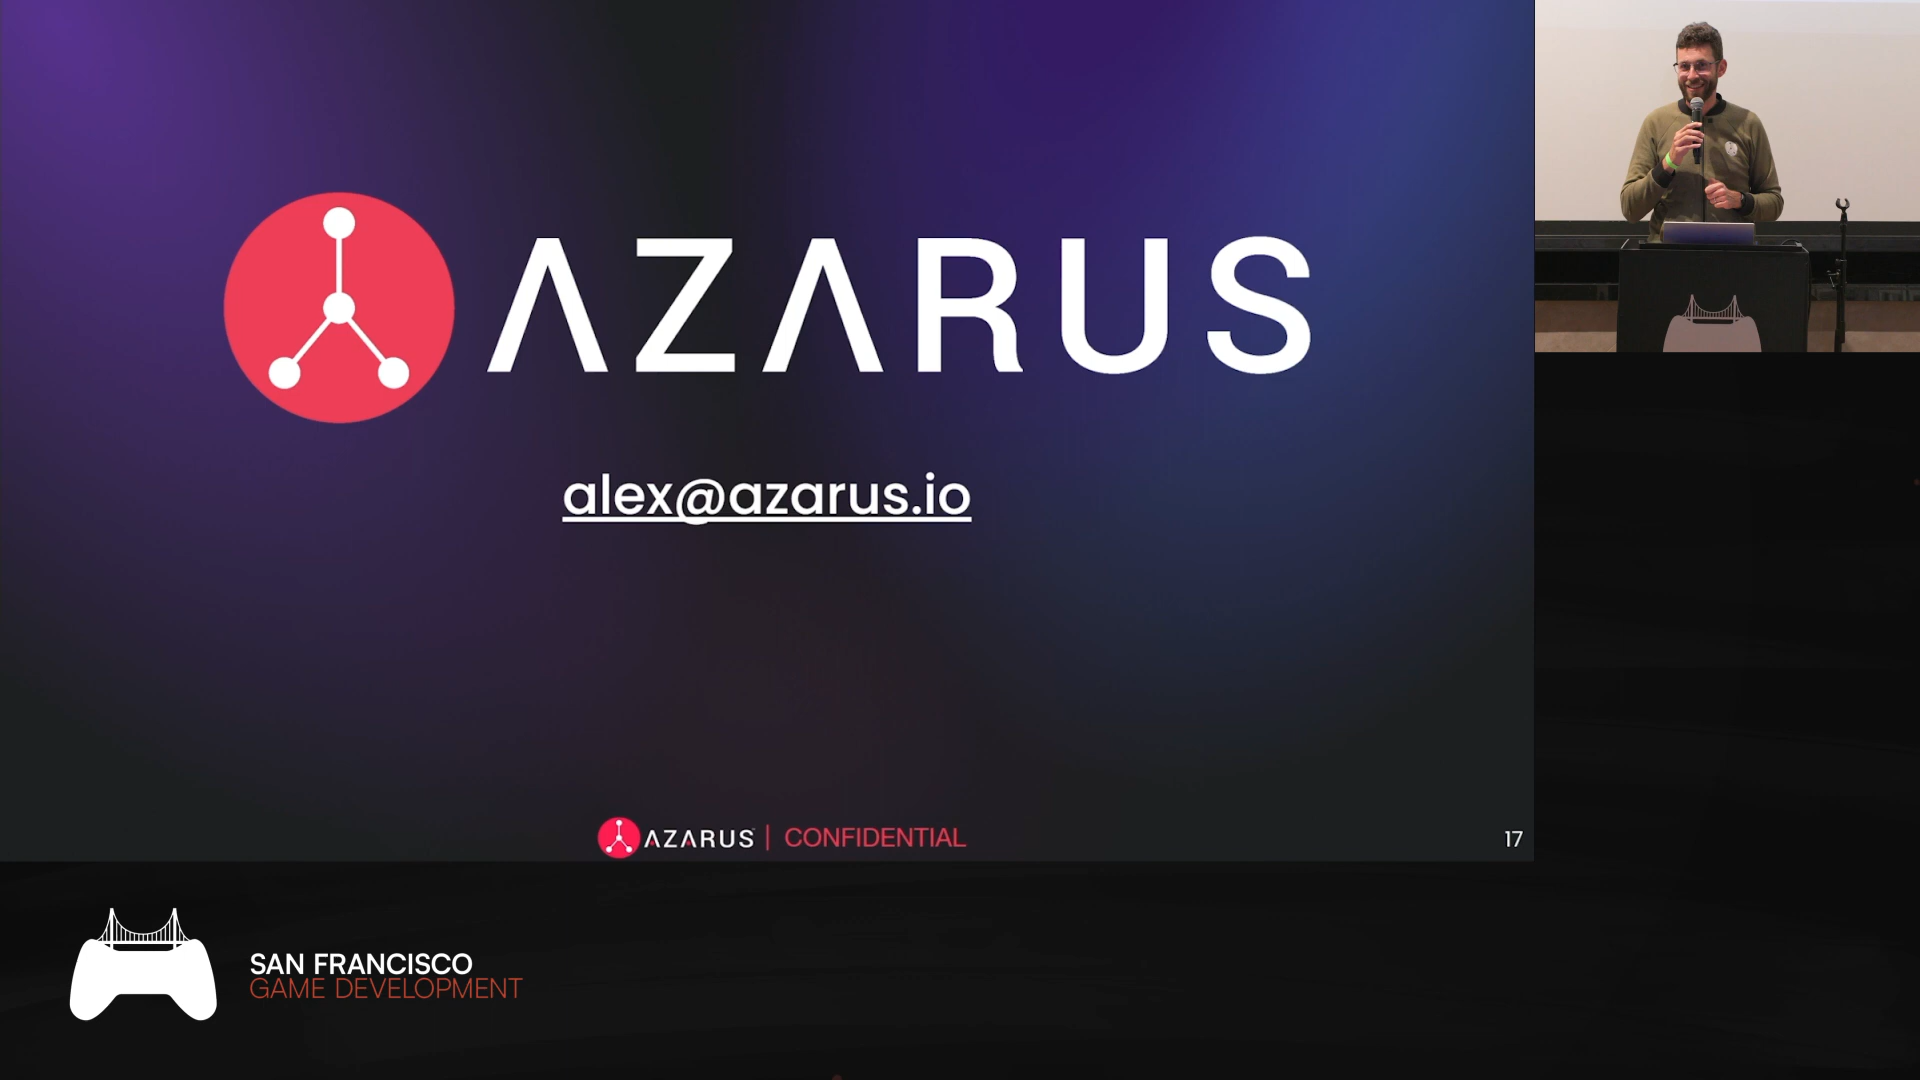 AZARUS
alex@azarus.io
AZARUS | CONFIDENTIAL
17
SAN FRANCISCO
GAME DEVELOPMENT